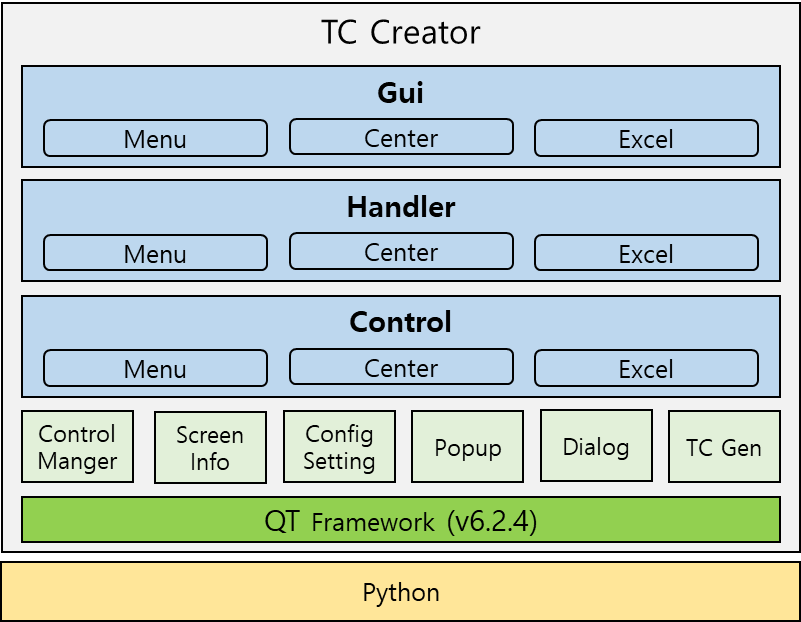 TC Creator
Gui
Menu
Center
Excel
Handler
Menu
Center
Excel
Control
Menu
Center
Excel
Control
Manger
Screen
Info
Config
Setting
Popup
Dialog
TC Gen
QT Framework (v6.2.4)
Python